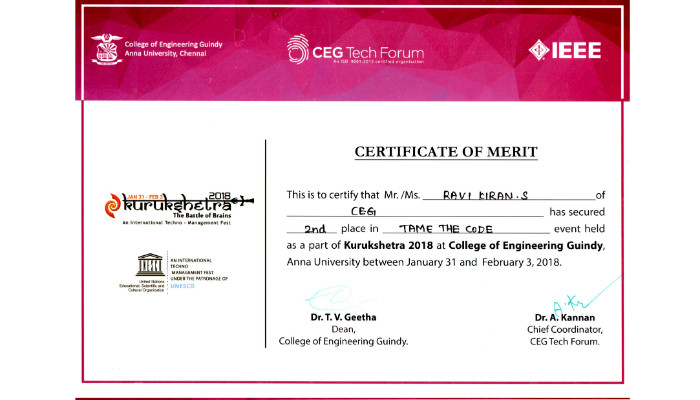 College of Engineering Guindy
Anna University, Chennai
CEG Tech Forum
An ISO 9001:2015 certified organisation
IEEE
CERTIFICATE OF MERIT
JAN 31 - FEB 3 2018
kurukshetra
The Battle of Brains
An International Techno - Management Fest
This is to certify that Mr./Ms. RAVI KIRAN.S of
CEG has secured
2nd place in TAME THE CODE event held
as a part of Kurukshetra 2018 at College of Engineering Guindy,
Anna University between January 31 and February 3, 2018.
United Nations
Educational, Scientific and
Cultural Organization
AN INTERNATIONAL
TECHNO
MANAGEMENT FEST
UNDER THE PATRONAGE OF
UNESCO
Dr. T. V. Geetha
Dean,
College of Engineering Guindy.
A.Kr
Dr. A. Kannan
Chief Coordinator,
CEG Tech Forum.